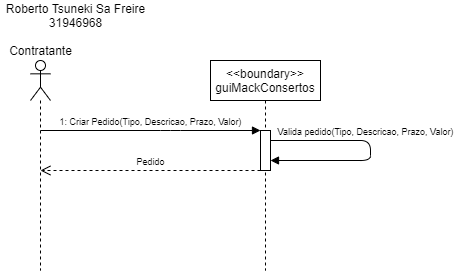 Roberto Tsuneki Sa Freire
31946968
Contratante
<<boundary>>
guiMackConsertos
1: Criar Pedido(Tipo, Descricao, Prazo, Valor)
Valida pedido(Tipo, Descricao, Prazo, Valor)
Pedido